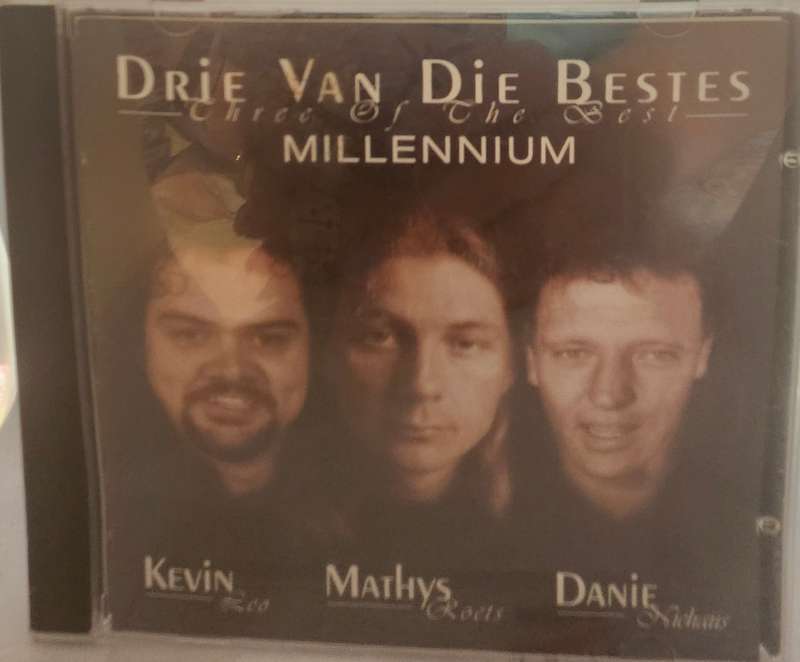 DRiE VAN DiE BESTES
Three Of The Best
MILLENNIUM
KEViN MATHYS DANiE
Leo Roets Niehaus